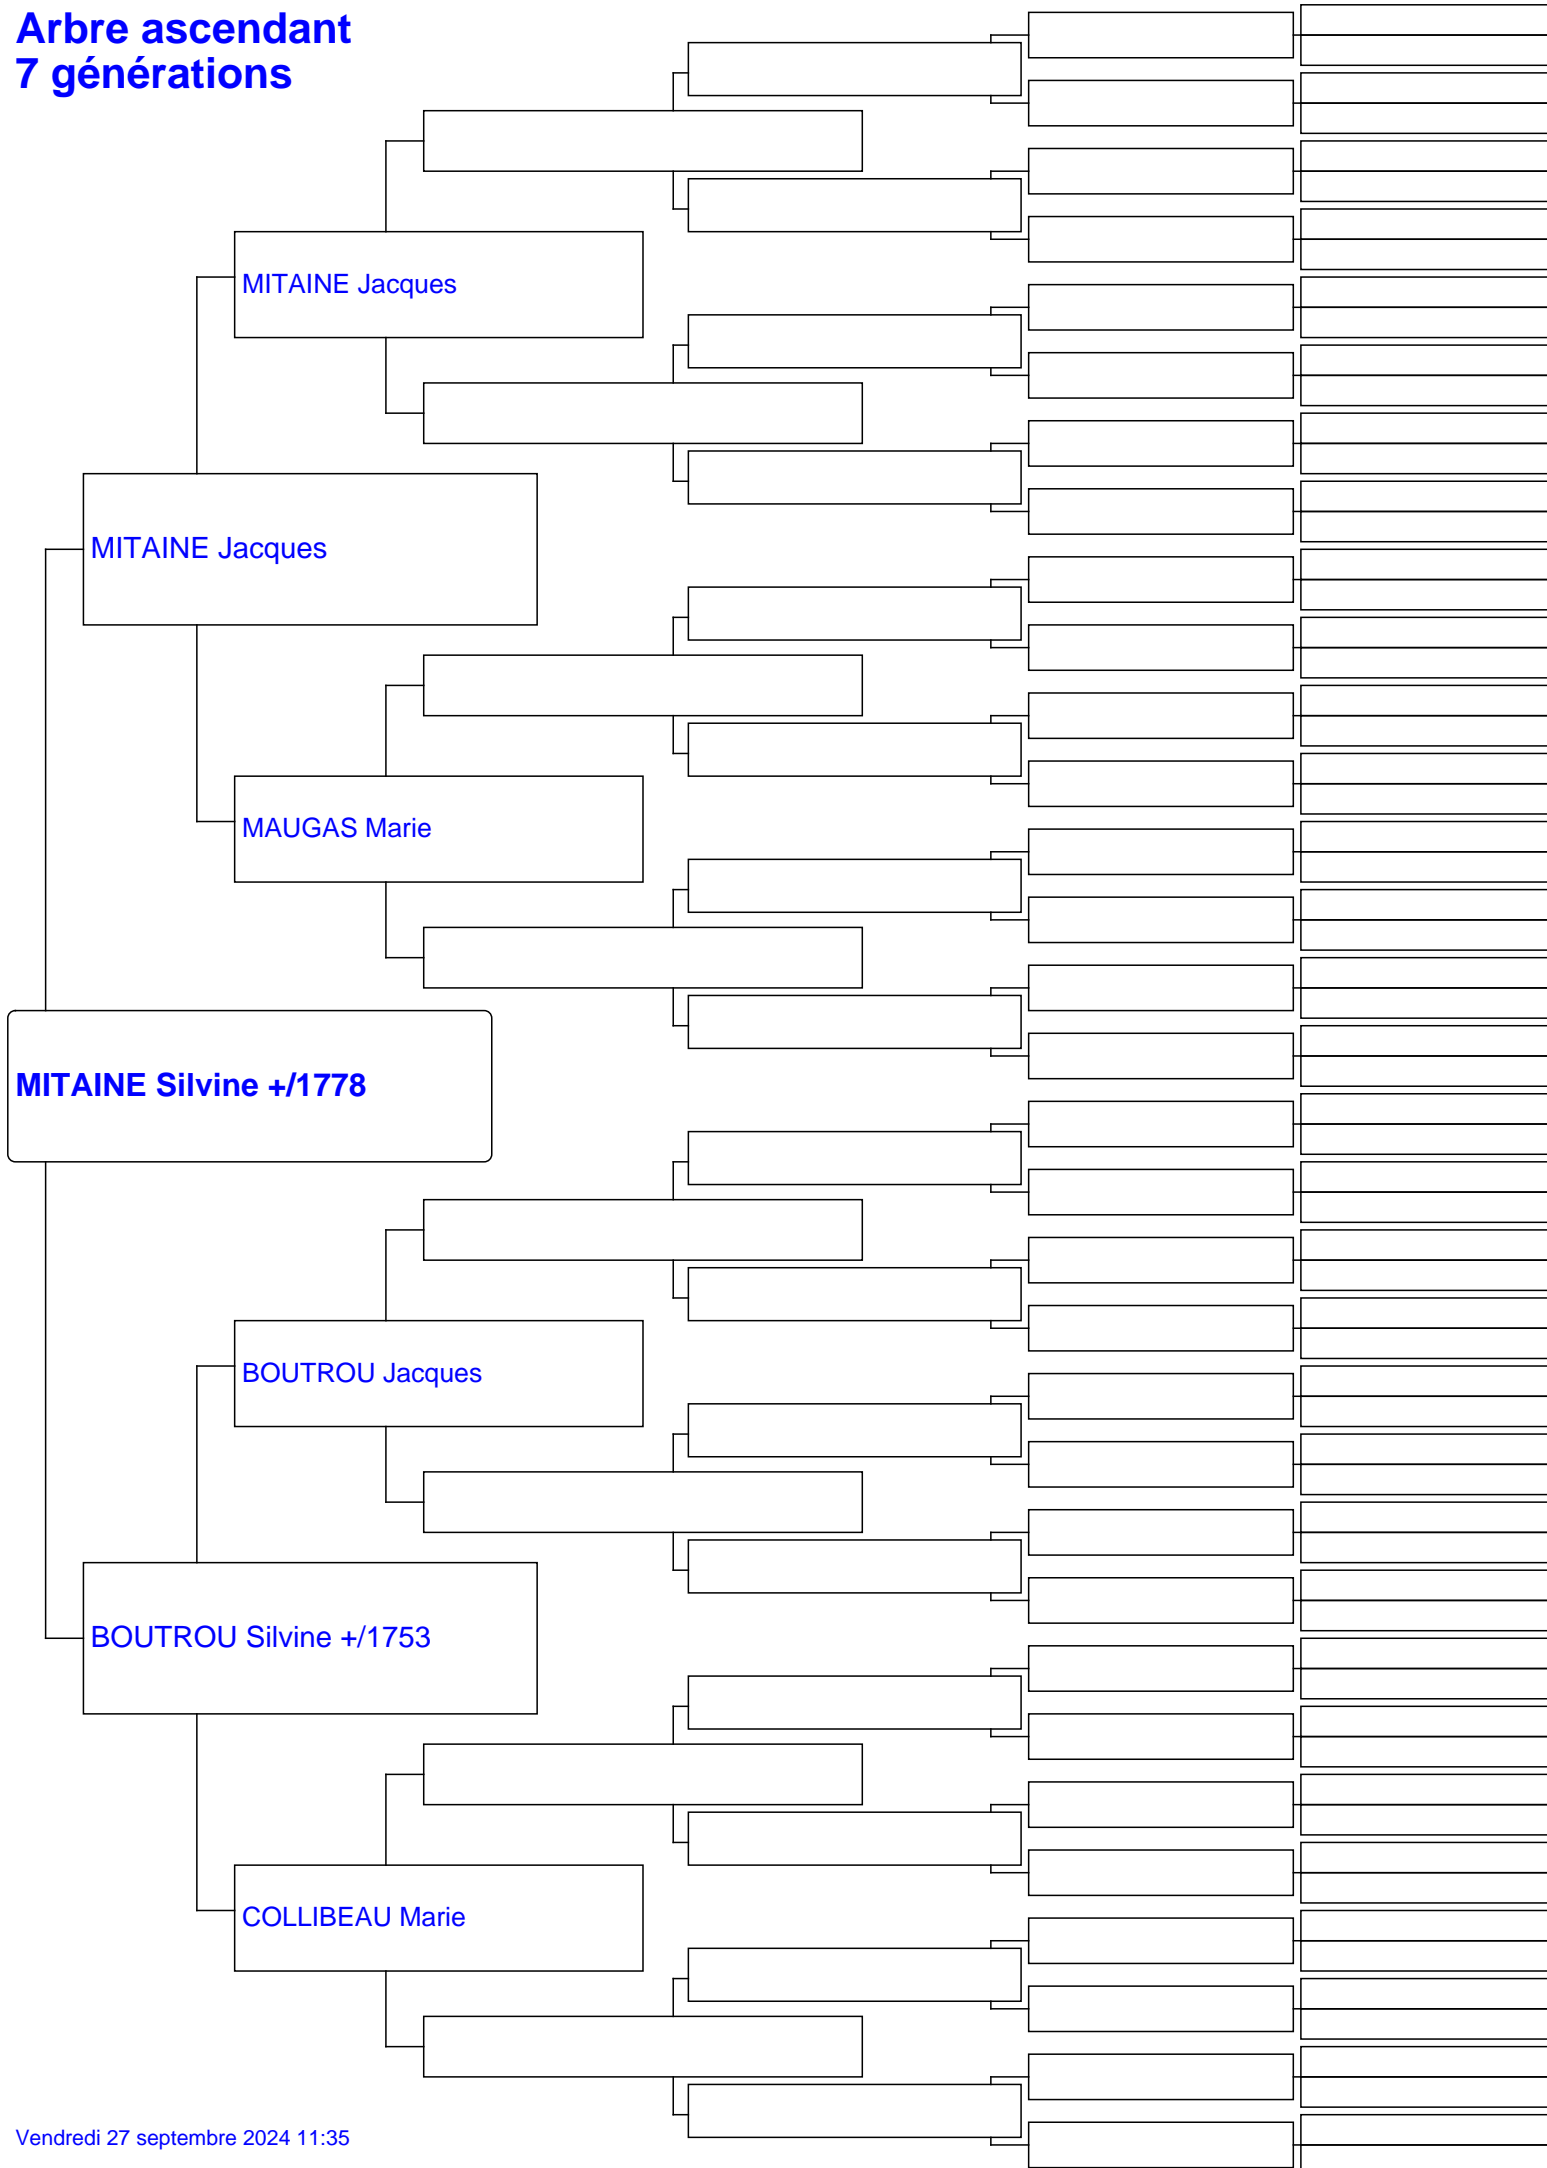 Arbre ascendant
7 générations
MITAINE Jacques
MITAINE Jacques
MAUGAS Marie
MITAINE Silvine +/1778
BOUTROU Jacques
BOUTROU Silvine +/1753
COLLIBEAU Marie
Vendredi 27 septembre 2024 11:35